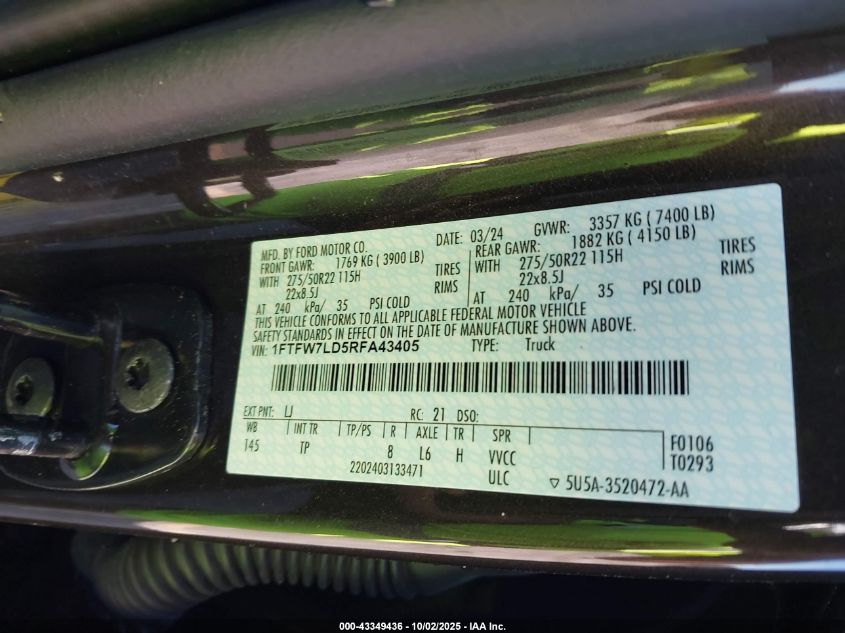 MFD. BY FORD MOTOR CO. DATE: 03/24 GVWR: 3357 KG ( 7400 LB)
FRONT GAWR: 1769 KG ( 3900 LB) REAR GAWR: 1882 KG ( 4150 LB)
WITH 275/50R22 115H TIRES WITH 275/50R22 115H TIRES
22x8.5J RIMS 22x8.5J RIMS
AT 240 kPa/ 35 PSI COLD AT 240 kPa/ 35 PSI COLD
THIS VEHICLE CONFORMS TO ALL APPLICABLE FEDERAL MOTOR VEHICLE
SAFETY STANDARDS IN EFFECT ON THE DATE OF MANUFACTURE SHOWN ABOVE.
VIN: 1FTFW7LD5RFA43405 TYPE: Truck
EXT PNT: LJ RC: 21 DSO:
WB INT TR TP/PS R AXLE TR SPR F0106
145 TP 8 L6 H VVCC T0293
2202403133471 ULC ▽ 5U5A-3520472-AA
000-43349436 - 10/02/2025 - IAA Inc.